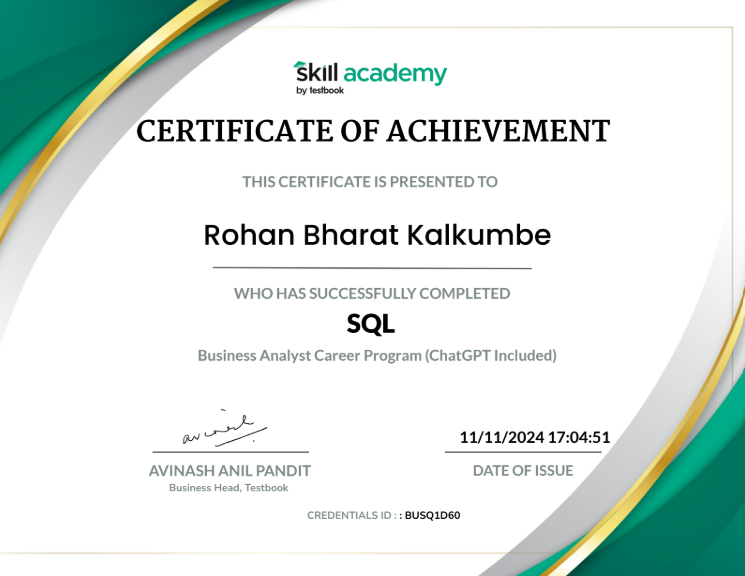 skill academy
by testbook
CERTIFICATE OF ACHIEVEMENT
THIS CERTIFICATE IS PRESENTED TO
Rohan Bharat Kalkumbe
WHO HAS SUCCESSFULLY COMPLETED
SQL
Business Analyst Career Program (ChatGPT Included)
avinash
11/11/2024 17:04:51
AVINASH ANIL PANDIT
DATE OF ISSUE
Business Head, Testbook
CREDENTIALS ID : : BUSQ1D60